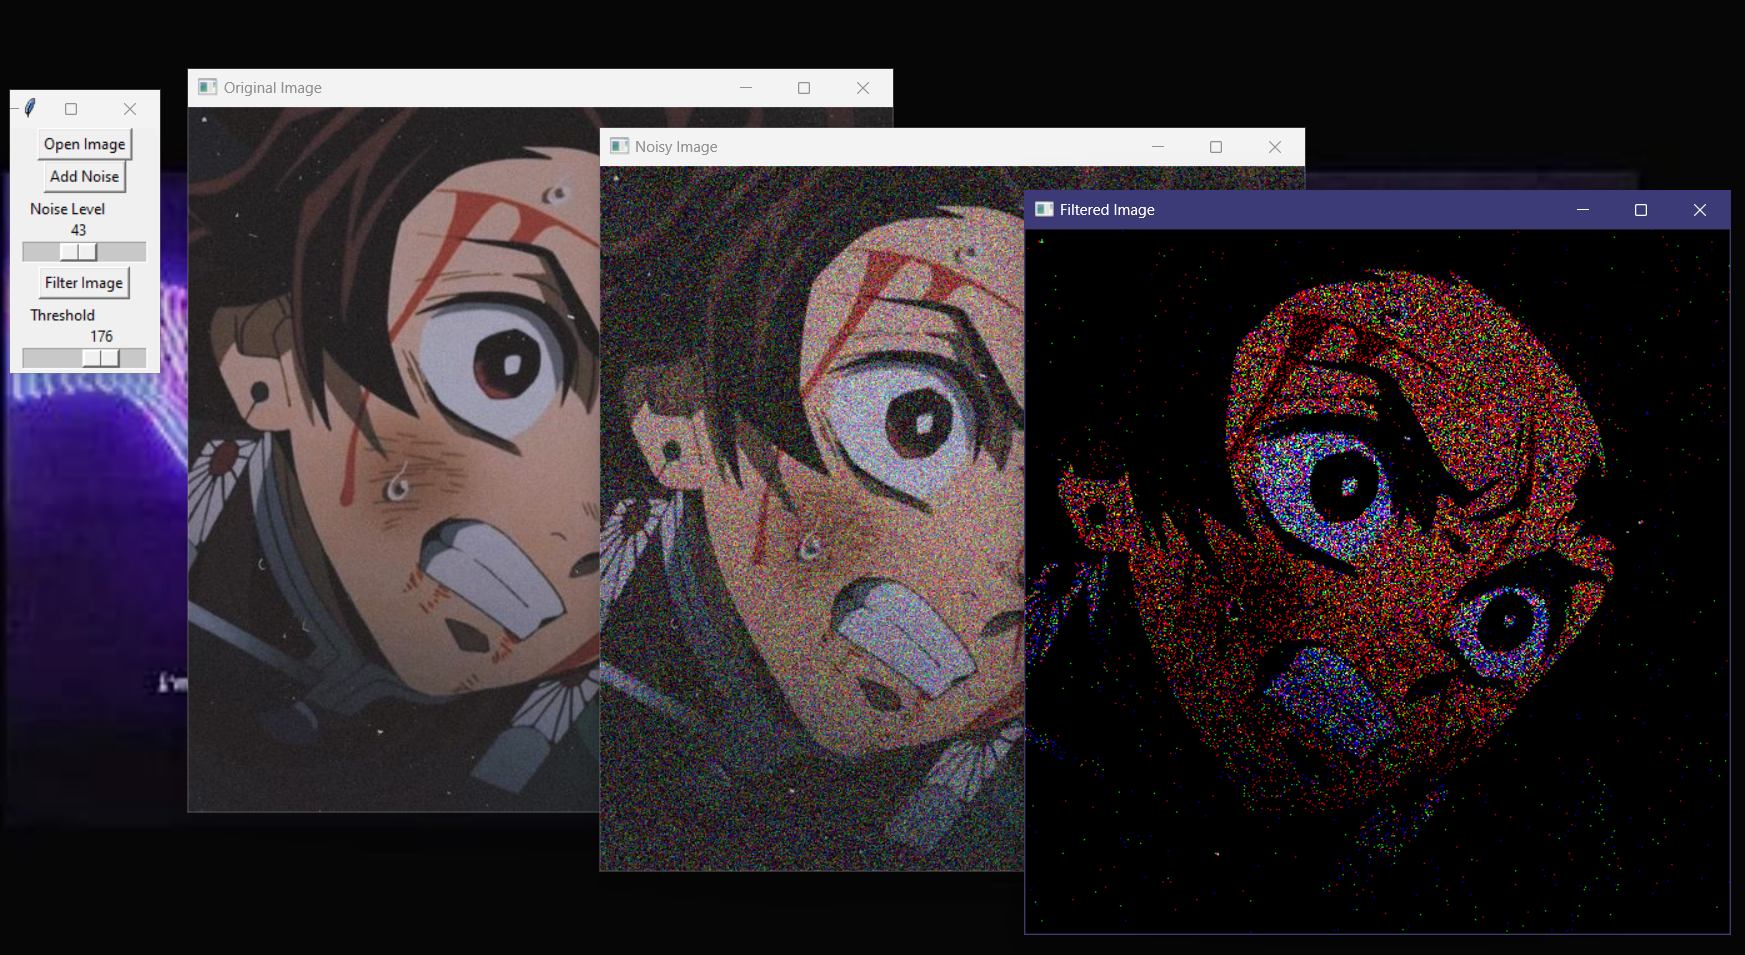 Original Image
Open Image
Add Noise
Noise Level
43
Filter Image
Threshold
176
Noisy Image
Filtered Image
I'm